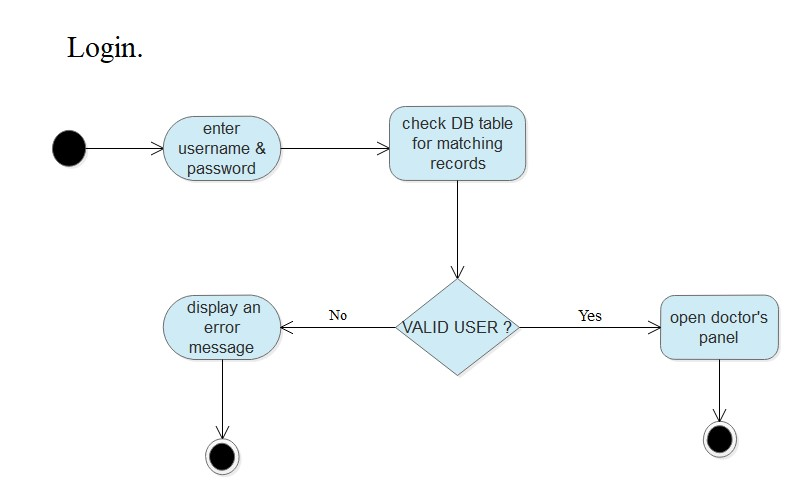 Login.
enter
username &
password
check DB table
for matching
records
display an
error
message
No
VALID USER ?
Yes
open doctor's
panel